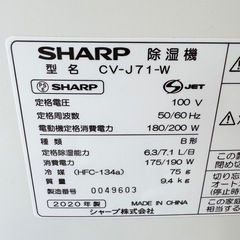 SHARP 除湿機
型名 CV-J71-W
S JET
定格電圧 100 V
定格周波数 50/60 Hz
電動機定格消費電力 180/200 W
種類 B 形
定格除湿能力 6.3/7.1 L/日
消費電力 175/190 W
冷媒 (HFC-134a) 75 g
質量 9.4 kg
製造番号 0049603
2020年製 MADE IN CHINA
シャープ株式会社